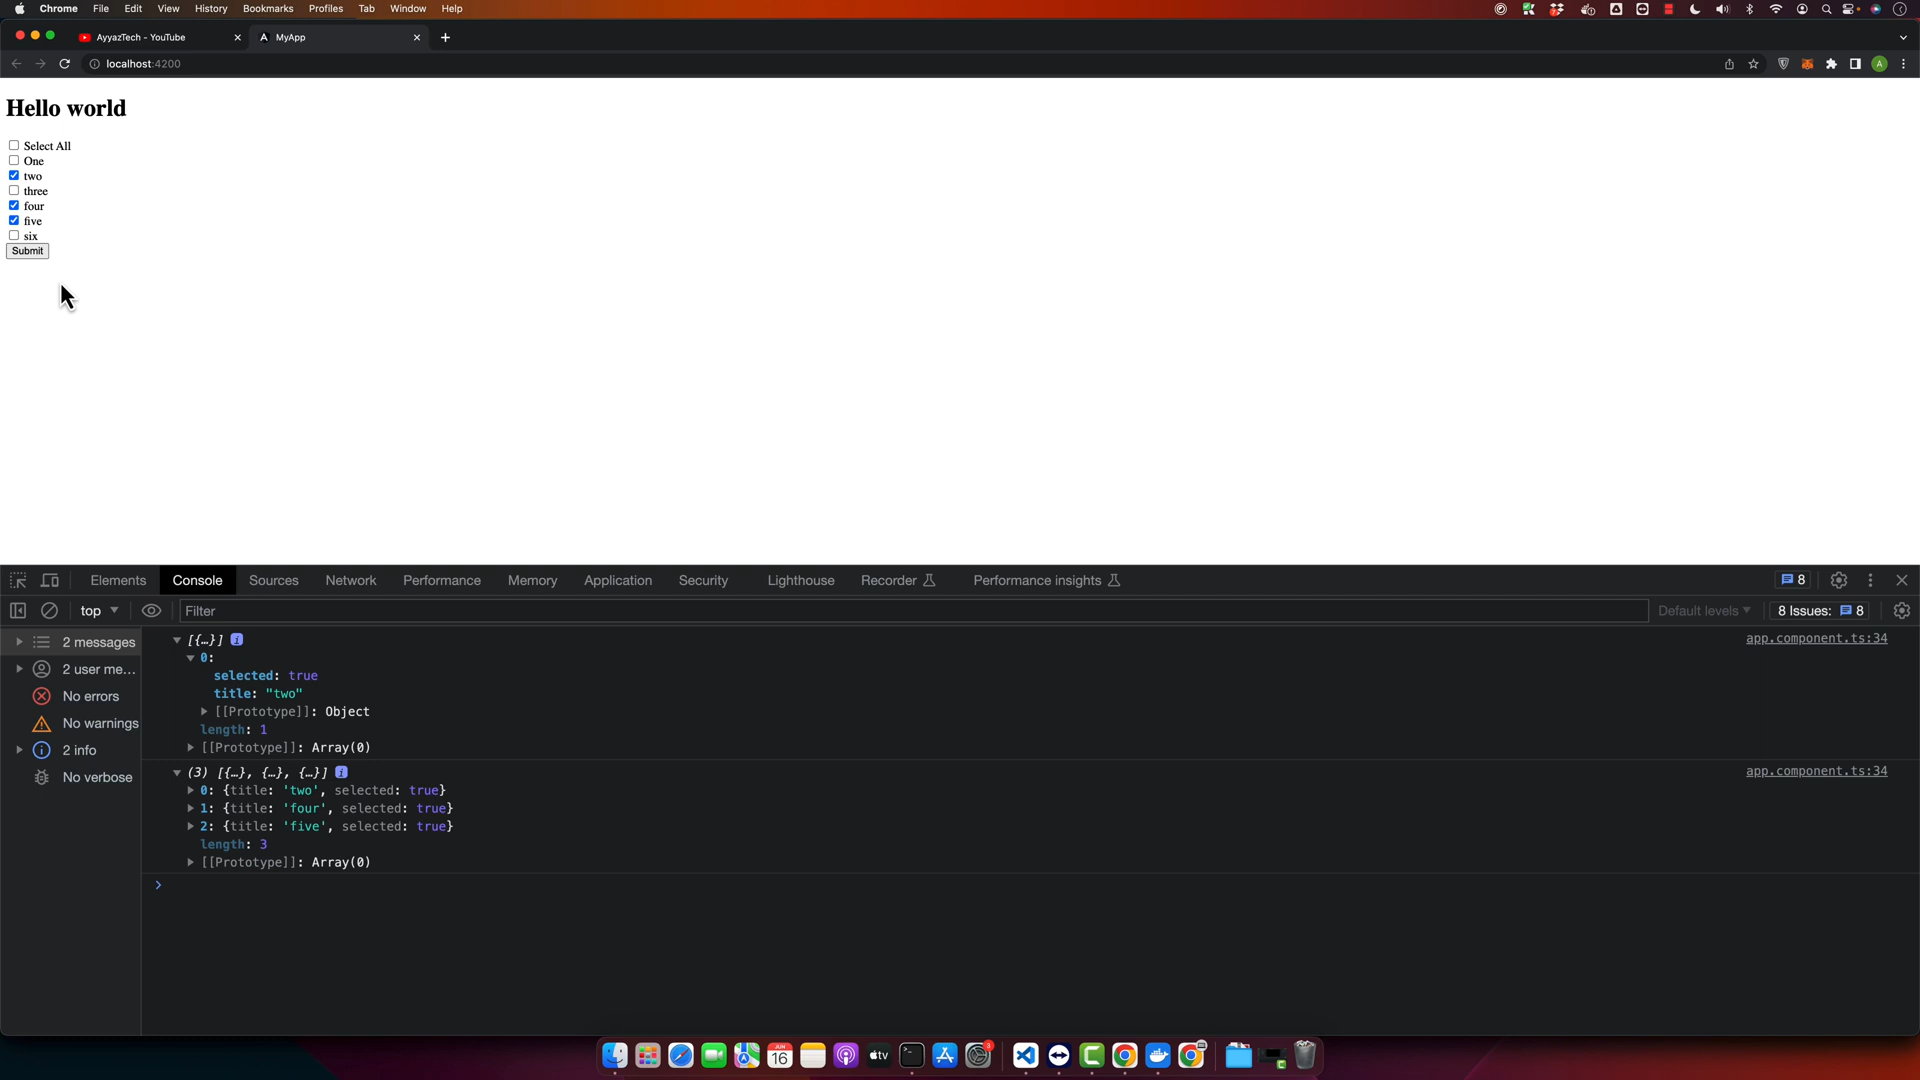 Chrome File Edit View History Bookmarks Profiles Tab Window Help
AyyazTech - YouTube MyApp
localhost:4200 A
Hello world
Select All
One
two
three
four
five
six
Submit
Elements Console Sources Network Performance Memory Application Security Lighthouse Recorder Performance insights 8
top Filter Default levels 8 Issues: 8
2 messages
2 user me…
No errors
No warnings
2 info
No verbose
[{…}] i app.component.ts:34
0:
selected: true
title: "two"
[[Prototype]]: Object
length: 1
[[Prototype]]: Array(0)
(3) [{…}, {…}, {…}] i app.component.ts:34
0: {title: 'two', selected: true}
1: {title: 'four', selected: true}
2: {title: 'five', selected: true}
length: 3
[[Prototype]]: Array(0)
JUN
16
tv
3